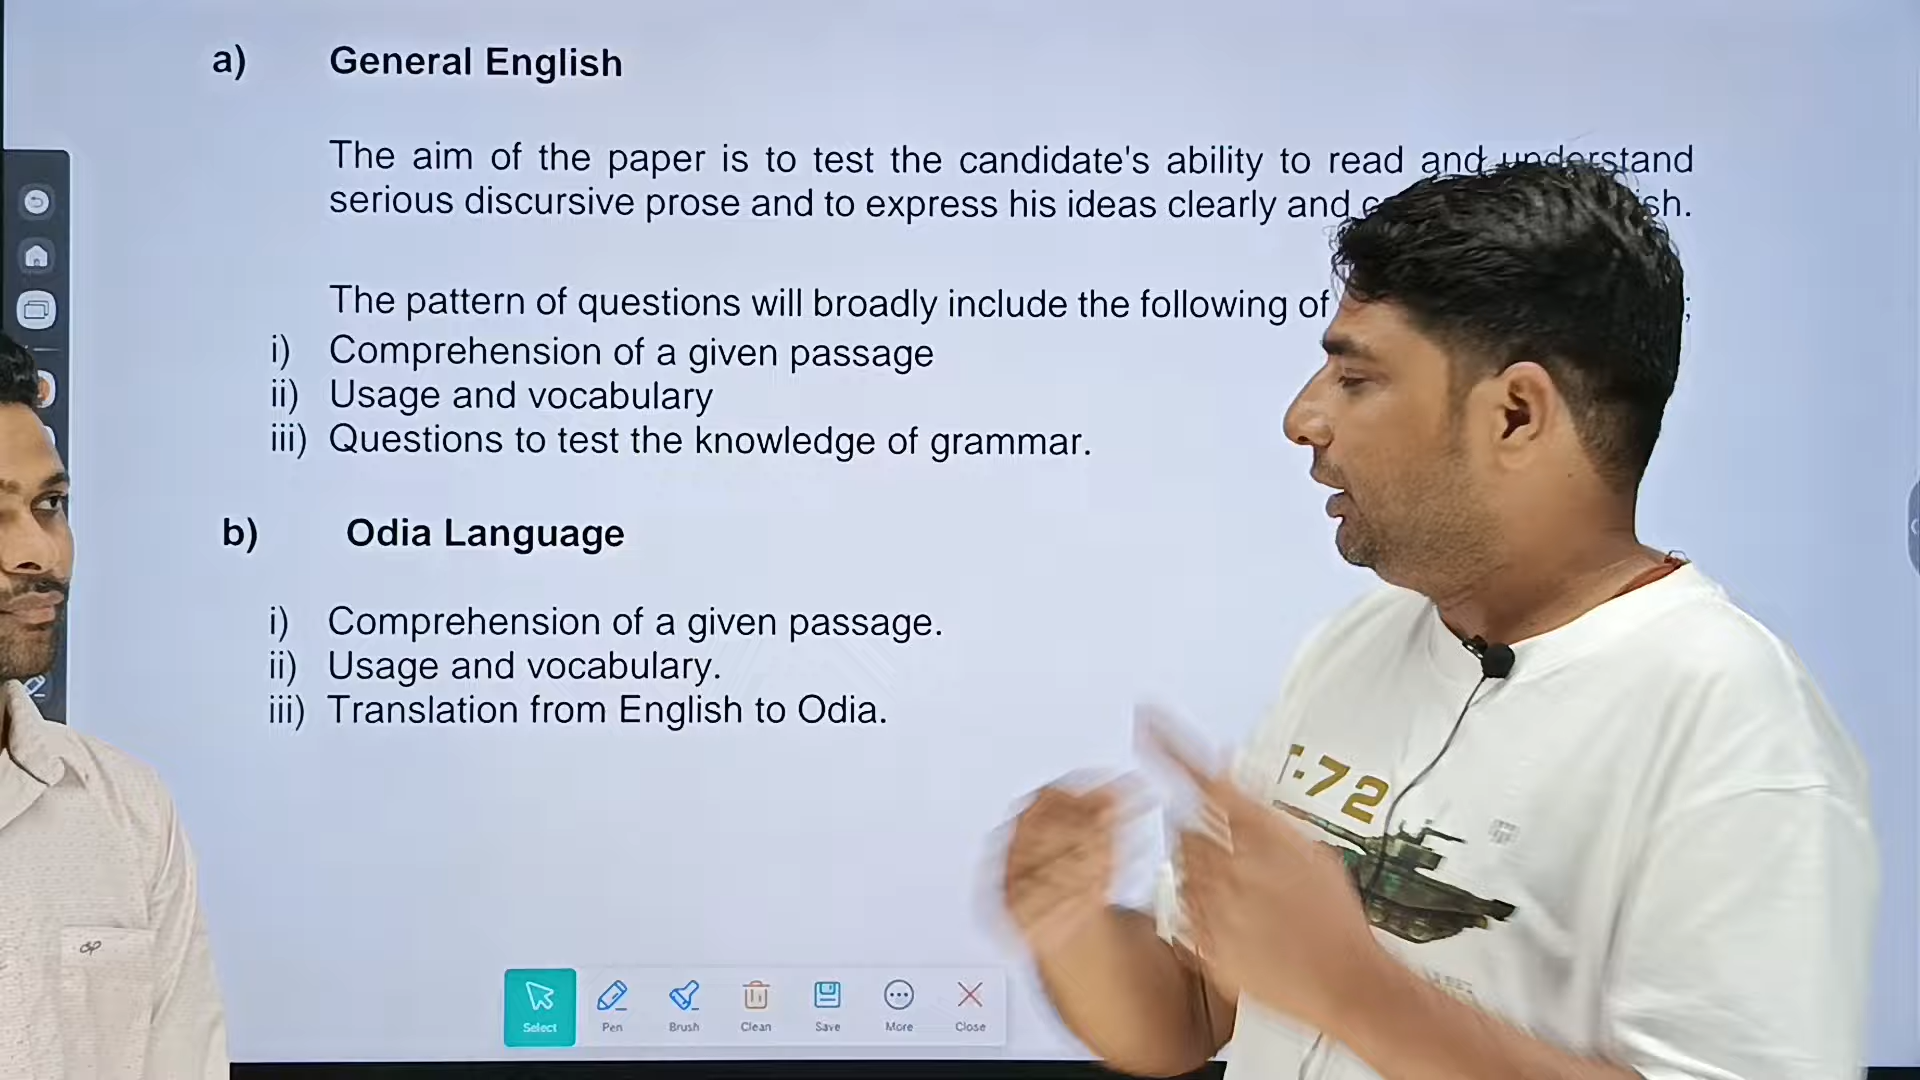 a) General English
The aim of the paper is to test the candidate's ability to read and understand
serious discursive prose and to express his ideas clearly and
The pattern of questions will broadly include the following of
i) Comprehension of a given passage
ii) Usage and vocabulary
iii) Questions to test the knowledge of grammar.
b) Odia Language
i) Comprehension of a given passage.
ii) Usage and vocabulary.
iii) Translation from English to Odia.
T-72
Select Pen Brush Clean Save More Close